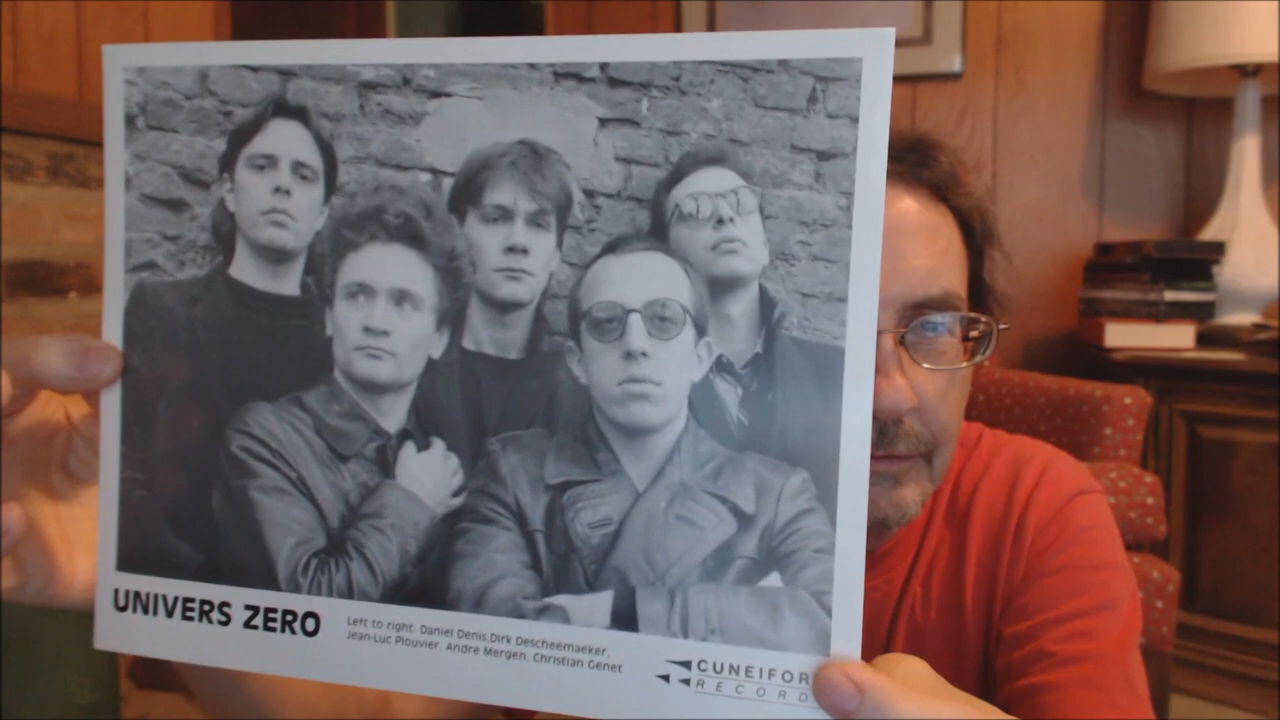 UNIVERS ZERO
Left to right: Daniel Denis,Dirk Descheemaeker,
Jean-Luc Plouvier, Andre Mergen, Christian Genet
CUNEIFOR
RECORD